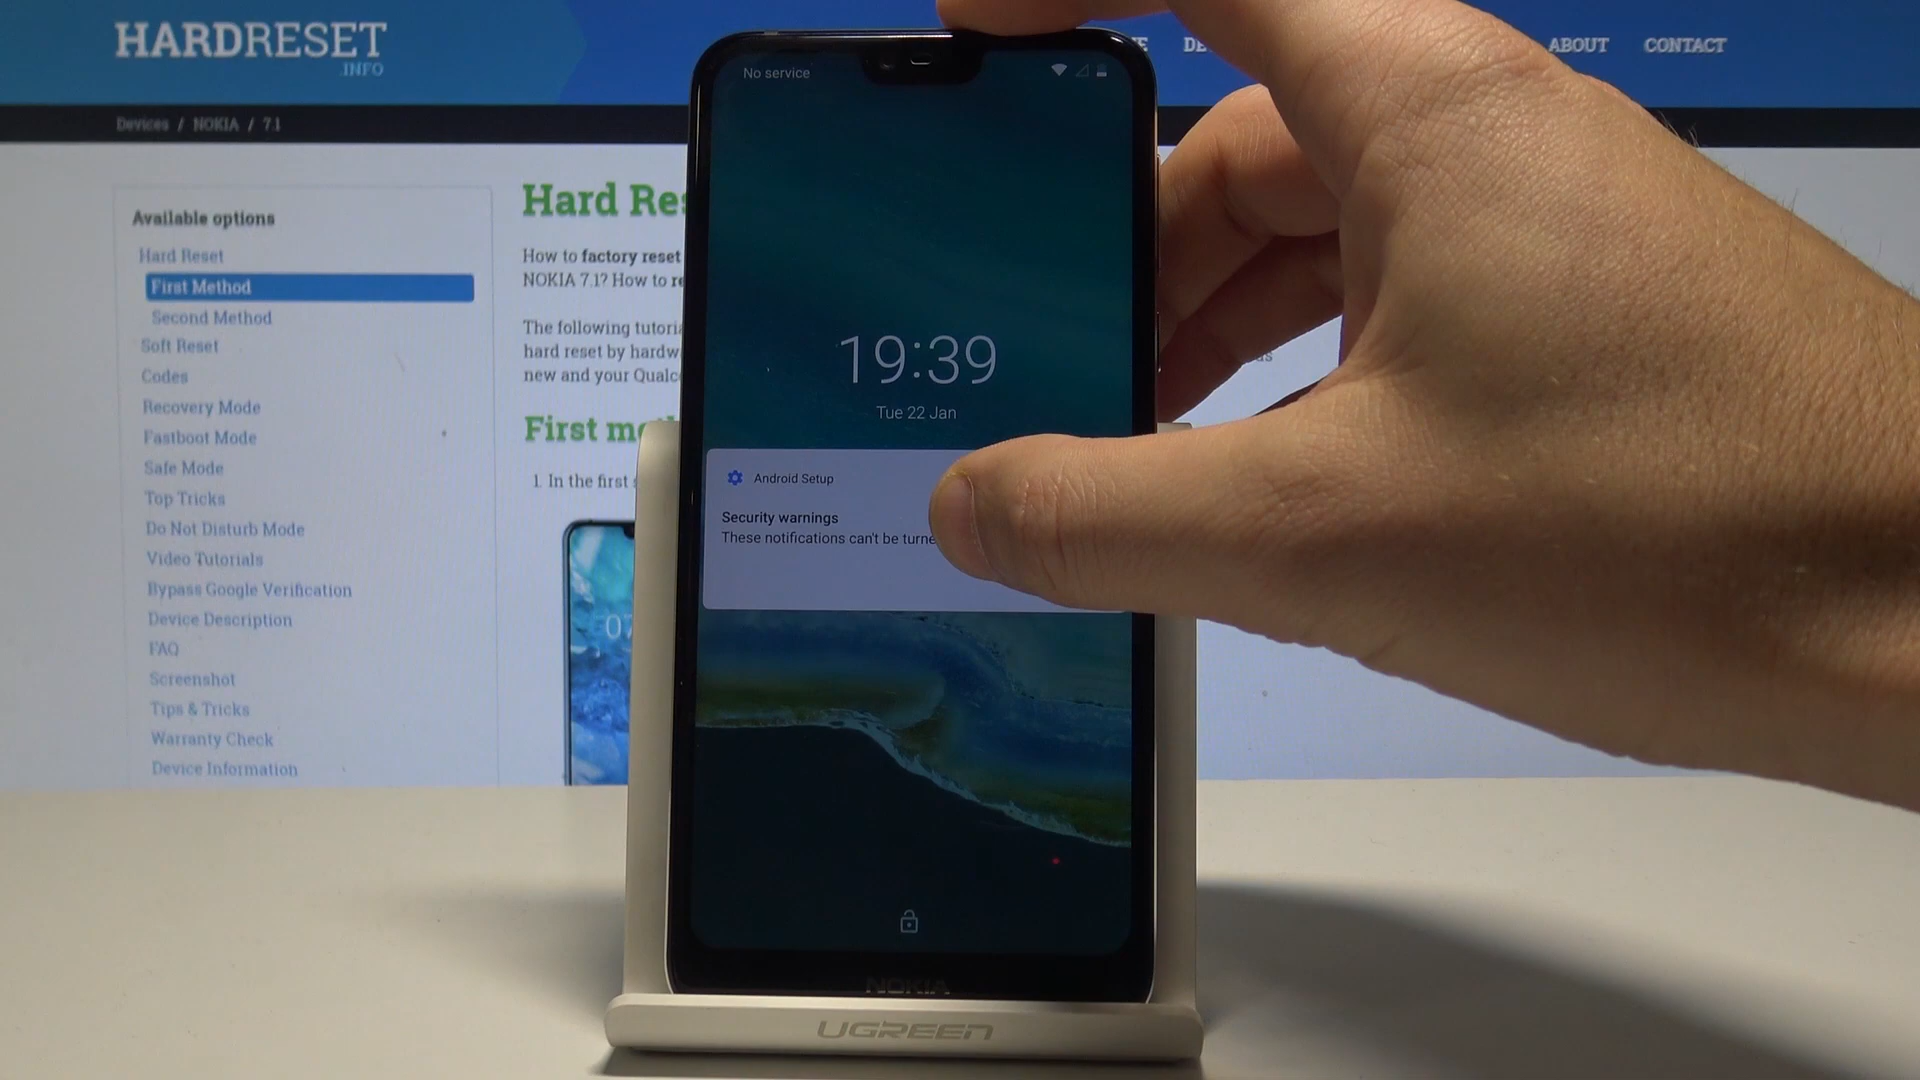 HARDRESET
.INFO
ABOUT
CONTACT
Devices / NOKIA / 7.1
Available options
Hard Reset
First Method
Second Method
Soft Reset
Codes
Recovery Mode
Fastboot Mode
Safe Mode
Top Tricks
Do Not Disturb Mode
Video Tutorials
Bypass Google Verification
Device Description
FAQ
Screenshot
Tips & Tricks
Warranty Check
Device Information
Hard Res
How to factory reset
NOKIA 7.1? How to re
The following tutoria
hard reset by hardw
new and your Qualc
First me
1. In the first
07
No service
19:39
Tue 22 Jan
Android Setup
Security warnings
These notifications can't be turne
NOKIA
UGREEN